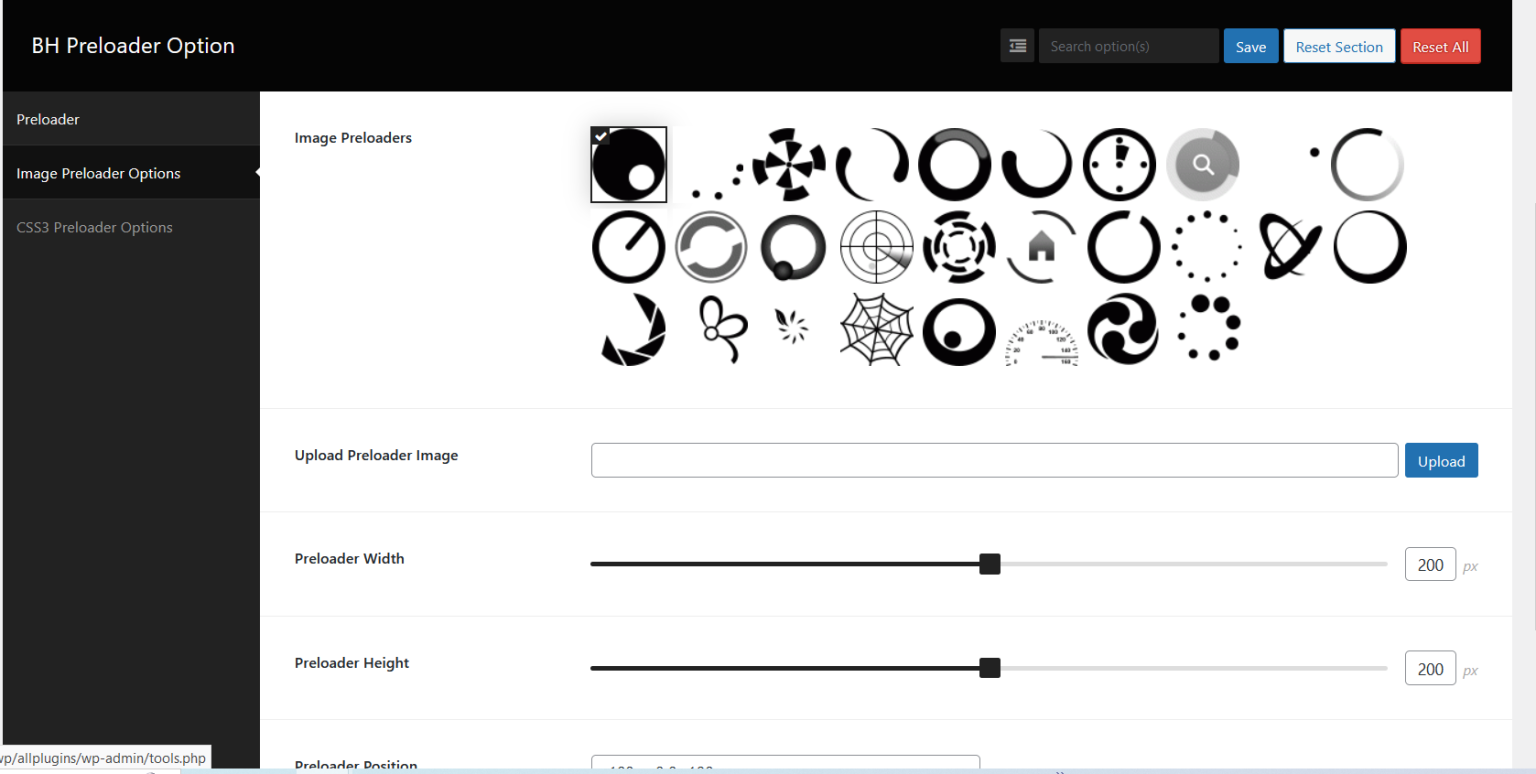 BH Preloader Option
Search option(s)
Save
Reset Section
Reset All
Preloader
Image Preloader Options
CSS3 Preloader Options
Image Preloaders
Upload Preloader Image
Upload
Preloader Width
200 px
Preloader Height
200 px
Preloader Position
wp/allplugins/wp-admin/tools.php